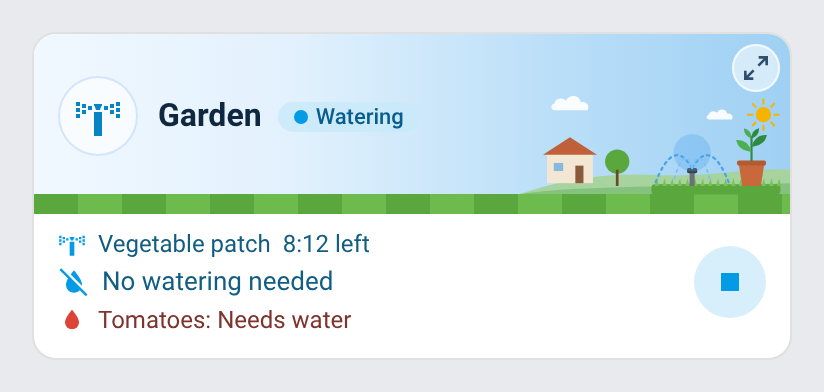 Garden Watering
Vegetable patch 8:12 left
No watering needed
Tomatoes: Needs water